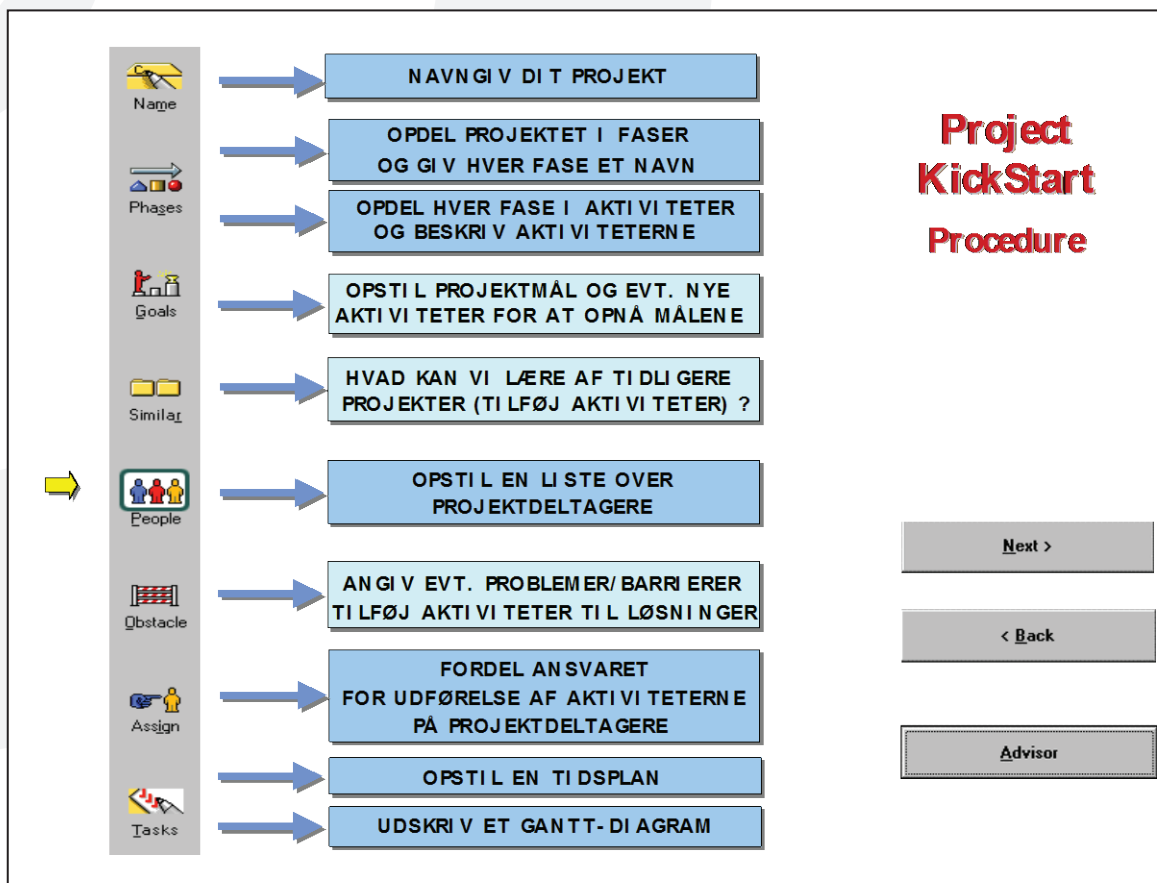 Name
NAVNGIV DIT PROJEKT
Phases
OPDEL PROJEKTET I FASER
OG GIV HVER FASE ET NAVN
OPDEL HVER FASE I AKTIVITETER
OG BESKRIV AKTIVITETERNE
Goals
OPSTIL PROJEKTMÅL OG EVT. NYE
AKTIVITETER FOR AT OPNÅ MÅLENE
Similar
HVAD KAN VI LÆRE AF TIDLIGERE
PROJEKTER (TILFØJ AKTIVITETER) ?
People
OPSTIL EN LISTE OVER
PROJEKTDELTAGERE
Obstacle
ANGIV EVT. PROBLEMER/BARRIERER
TILFØJ AKTIVITETER TIL LØSNINGER
Assign
FORDEL ANSVARET
FOR UDFØRELSE AF AKTIVITETERNE
PÅ PROJEKTDELTAGERE
Tasks
OPSTIL EN TIDSPLAN
UDSKRIV ET GANTT-DIAGRAM
Project
KickStart
Procedure
Next >
< Back
Advisor